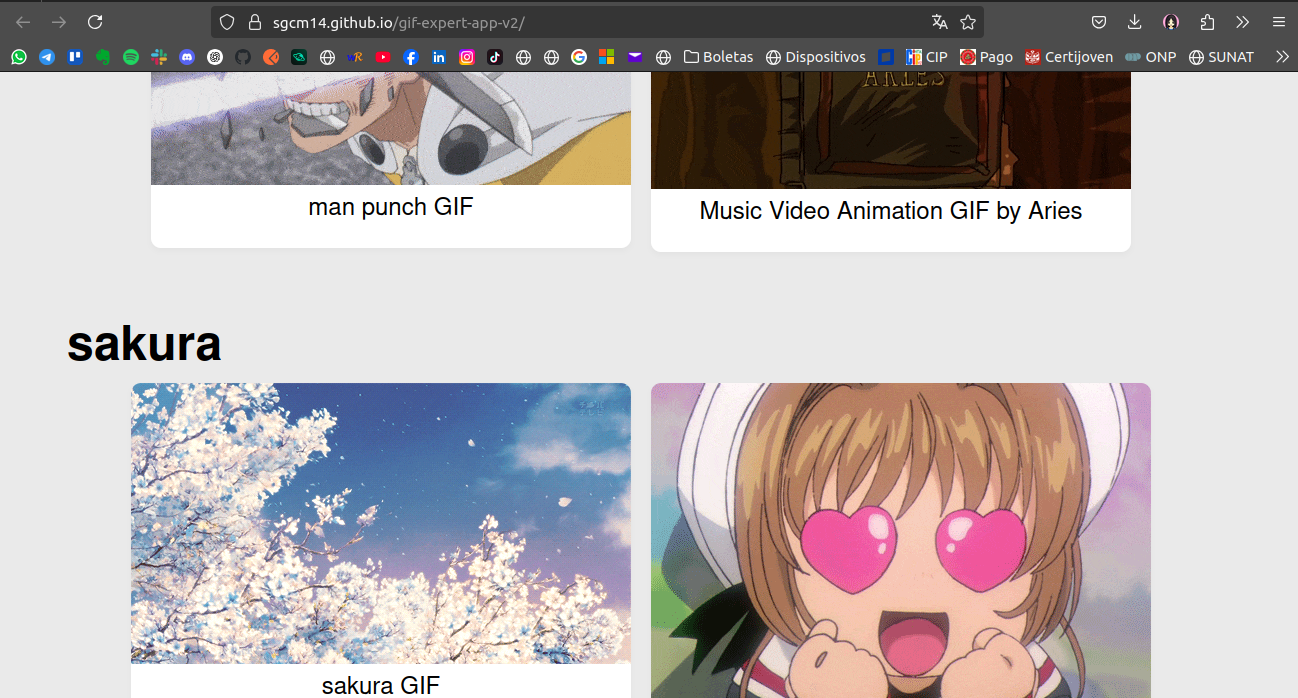 sgcm14.github.io/gif-expert-app-v2/
Boletas Dispositivos CIP Pago Certijoven ONP SUNAT
ARIES
man punch GIF
Music Video Animation GIF by Aries
sakura
sakura GIF